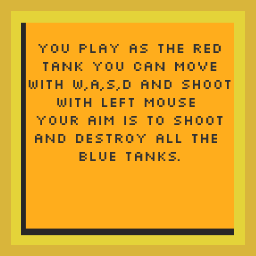 YOU PLAY AS THE RED
TANK YOU CAN MOVE
WITH W,A,S,D AND SHOOT
WITH LEFT MOUSE
YOUR AIM IS TO SHOOT
AND DESTROY ALL THE
BLUE TANKS.